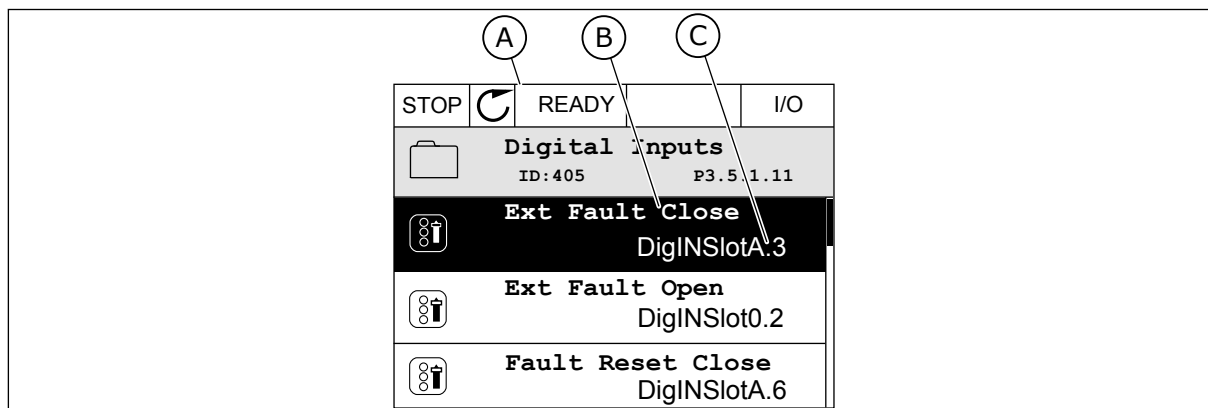 A B C
STOP READY I/O
Digital Inputs
ID:405 P3.5.1.11
Ext Fault Close
DigINSlotA.3
Ext Fault Open
DigINSlot0.2
Fault Reset Close
DigINSlotA.6